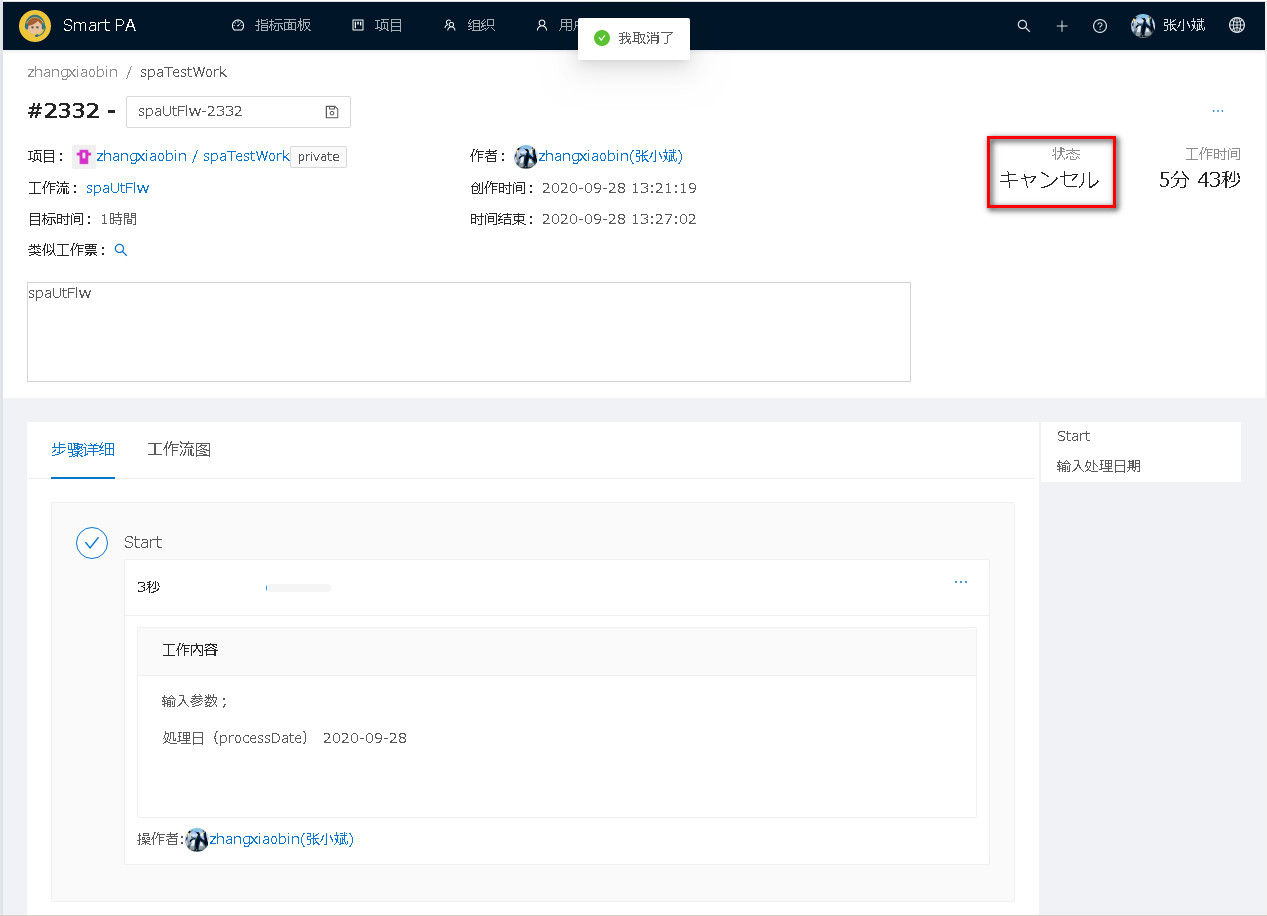 Smart PA 指标面板 项目 组织 用 张小斌
我取消了
zhangxiaobin / spaTestWork
#2332 - spaUtFlw-2332
项目： zhangxiaobin / spaTestWork private 作者： zhangxiaobin(张小斌) 状态 工作时间
工作流： spaUtFlw 创作时间： 2020-09-28 13:21:19 キャンセル 5分 43秒
目标时间： 1時間 时间结束： 2020-09-28 13:27:02
类似工作票：
spaUtFlw
步骤详细 工作流图 Start
输入处理日期
Start
3秒
工作内容
输入参数；
处理日（processDate） 2020-09-28
操作者: zhangxiaobin(张小斌)